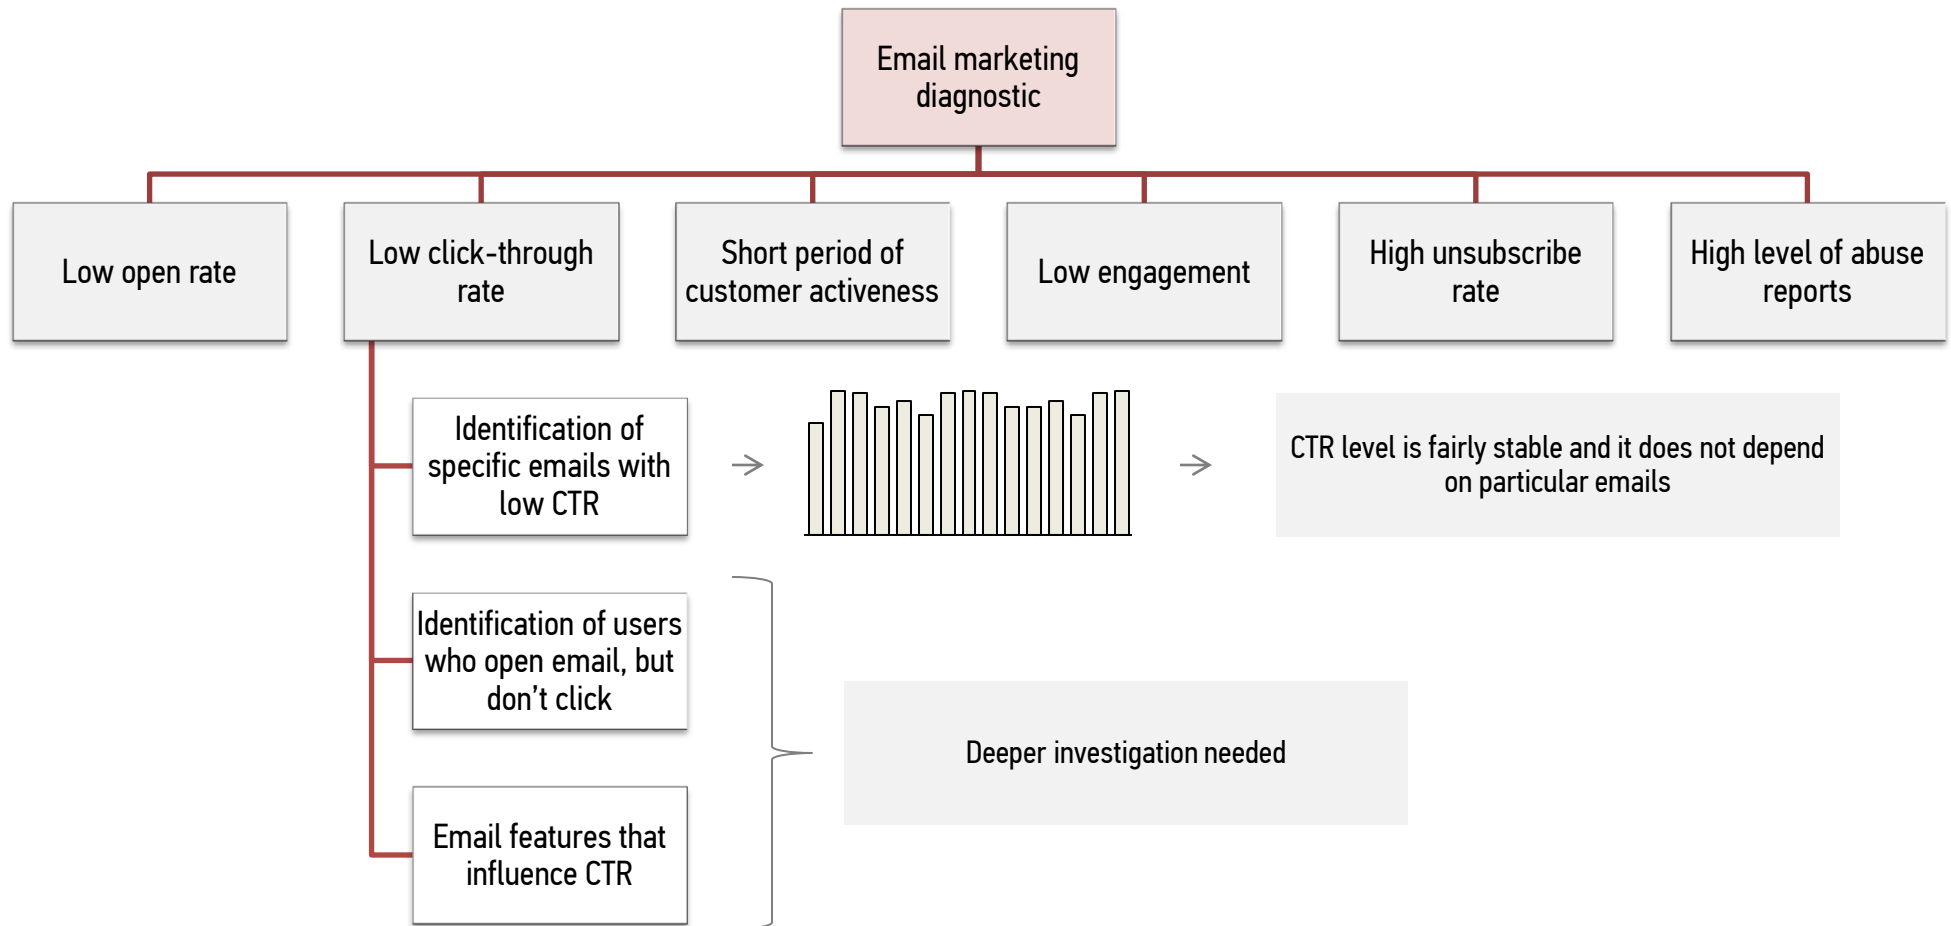 Email marketing
diagnostic
Low open rate
Low click-through
rate
Short period of
customer activeness
Low engagement
High unsubscribe
rate
High level of abuse
reports
Identification of
specific emails with
low CTR
CTR level is fairly stable and it does not depend
on particular emails
Identification of users
who open email, but
don’t click
Deeper investigation needed
Email features that
influence CTR